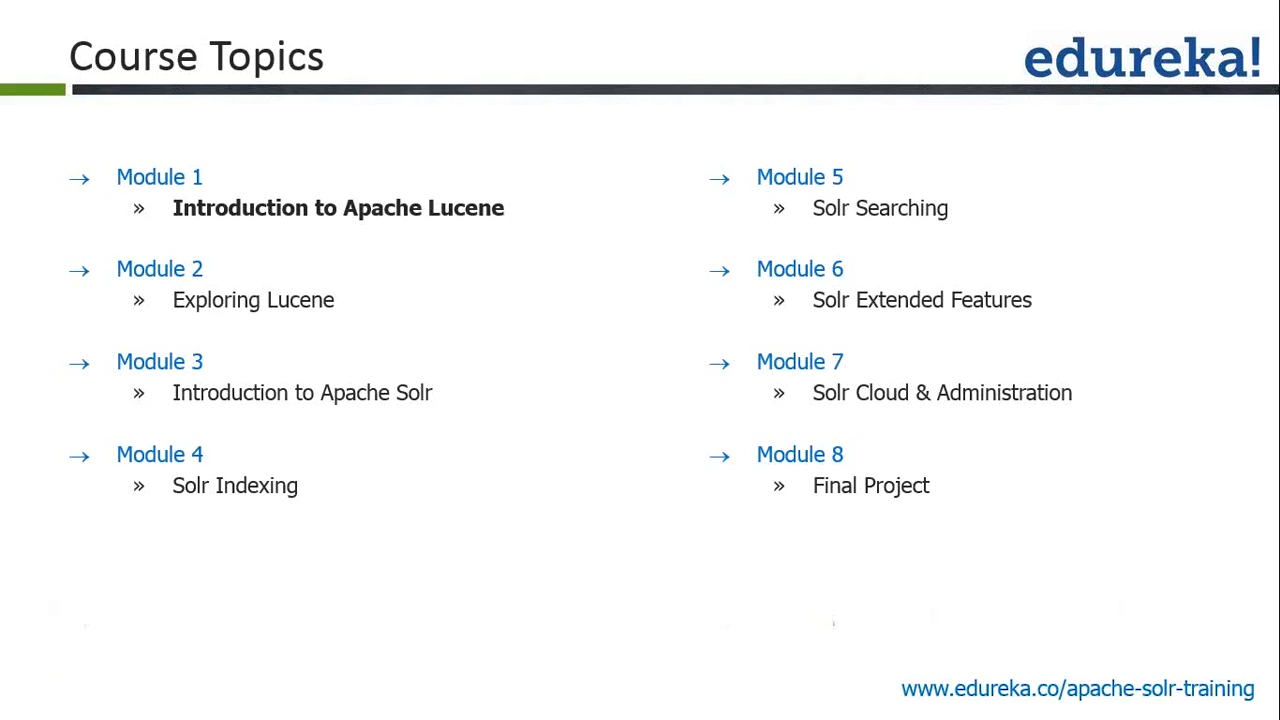 Course Topics
edureka!
→ Module 1
» Introduction to Apache Lucene
→ Module 2
» Exploring Lucene
→ Module 3
» Introduction to Apache Solr
→ Module 4
» Solr Indexing
→ Module 5
» Solr Searching
→ Module 6
» Solr Extended Features
→ Module 7
» Solr Cloud & Administration
→ Module 8
» Final Project
www.edureka.co/apache-solr-training